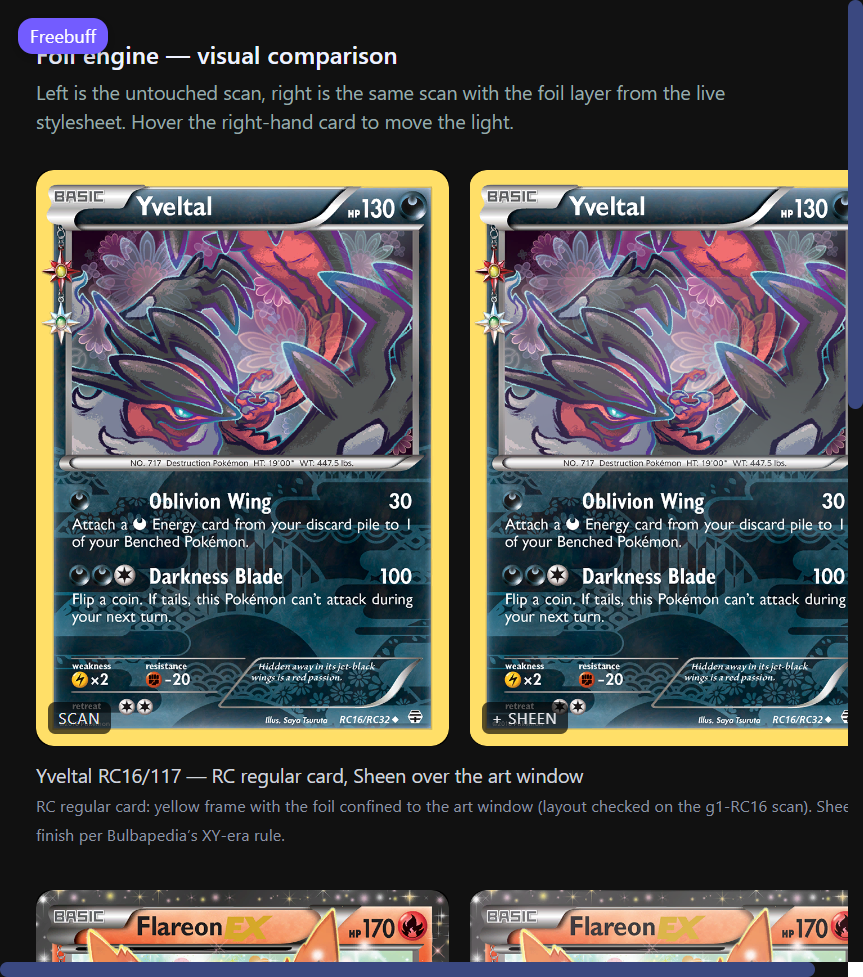 Freebuff
Foil engine — visual comparison
Left is the untouched scan, right is the same scan with the foil layer from the live
stylesheet. Hover the right-hand card to move the light.
BASIC
Yveltal
HP130
NO. 717 Destruction Pokémon HT: 19'00" WT: 447.5 lbs.
Oblivion Wing 30
Attach a Energy card from your discard pile to 1
of your Benched Pokémon.
Darkness Blade 100
Flip a coin. If tails, this Pokémon can't attack during
your next turn.
weakness resistance
×2 -20
Hidden away in its jet-black
wings is a red passion.
retreat
SCAN
Illus. Saya Tsuruta RC16/RC32
BASIC
Yveltal
HP130
NO. 717 Destruction Pokémon HT: 19'00" WT: 447.5 lbs.
Oblivion Wing 30
Attach a Energy card from your discard pile to 1
of your Benched Pokémon.
Darkness Blade 100
Flip a coin. If tails, this Pokémon can't attack during
your next turn.
weakness resistance
×2 -20
Hidden away in its jet-black
wings is a red passion.
retreat
+ SHEEN
Illus. Saya Tsuruta RC16/RC32
Yveltal RC16/117 — RC regular card, Sheen over the art window
RC regular card: yellow frame with the foil confined to the art window (layout checked on the g1-RC16 scan). Shee
finish per Bulbapedia's XY-era rule.
BASIC
Flareon EX
HP170
BASIC
Flareon EX
HP170